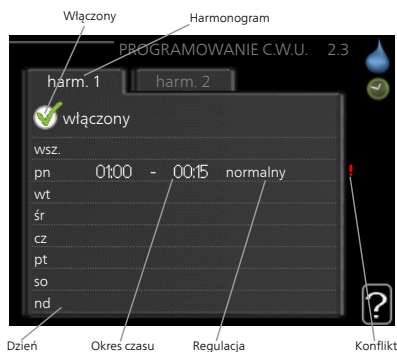 Włączony Harmonogram
PROGRAMOWANIE C.W.U. 2.3
harm. 1 harm. 2
włączony
wsz.
pn 01:00 - 00:15 normalny !
wt
śr
cz
pt
so
nd
?
Dzień Okres czasu Regulacja Konflikt